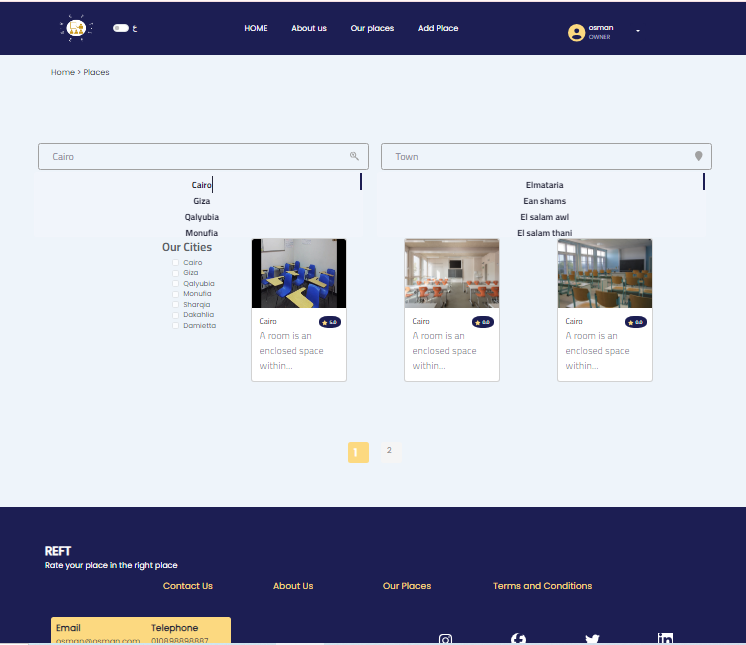 ع
HOME About us Our places Add Place
osman
OWNER
Home > Places
Cairo
Town
Cairo
Giza
Qalyubia
Monufia
Elmataria
Ean shams
El salam awl
El salam thani
Our Cities
Cairo
Giza
Qalyubia
Monufia
Sharqia
Dakahlia
Damietta
Cairo 5.0
A room is an
enclosed space
within...
Cairo 0.0
A room is an
enclosed space
within...
Cairo 0.0
A room is an
enclosed space
within...
1 2
REFT
Rate your place in the right place
Contact Us About Us Our Places Terms and Conditions
Email Telephone
osman@osman.com 010898898887